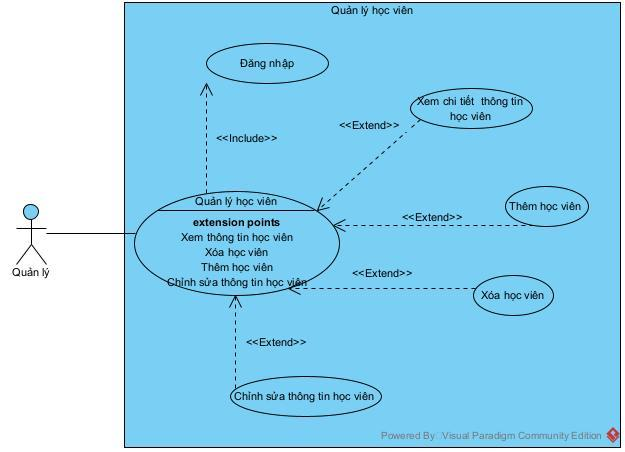 Quản lý học viên
Đăng nhập
<<Include>>
<<Extend>>
Xem chi tiết thông tin
học viên
Quản lý học viên
extension points
Xem thông tin học viên
Xóa học viên
Thêm học viên
Chỉnh sửa thông tin học viên
<<Extend>>
Thêm học viên
<<Extend>>
Xóa học viên
Quản lý
<<Extend>>
Chỉnh sửa thông tin học viên
Powered By: Visual Paradigm Community Edition